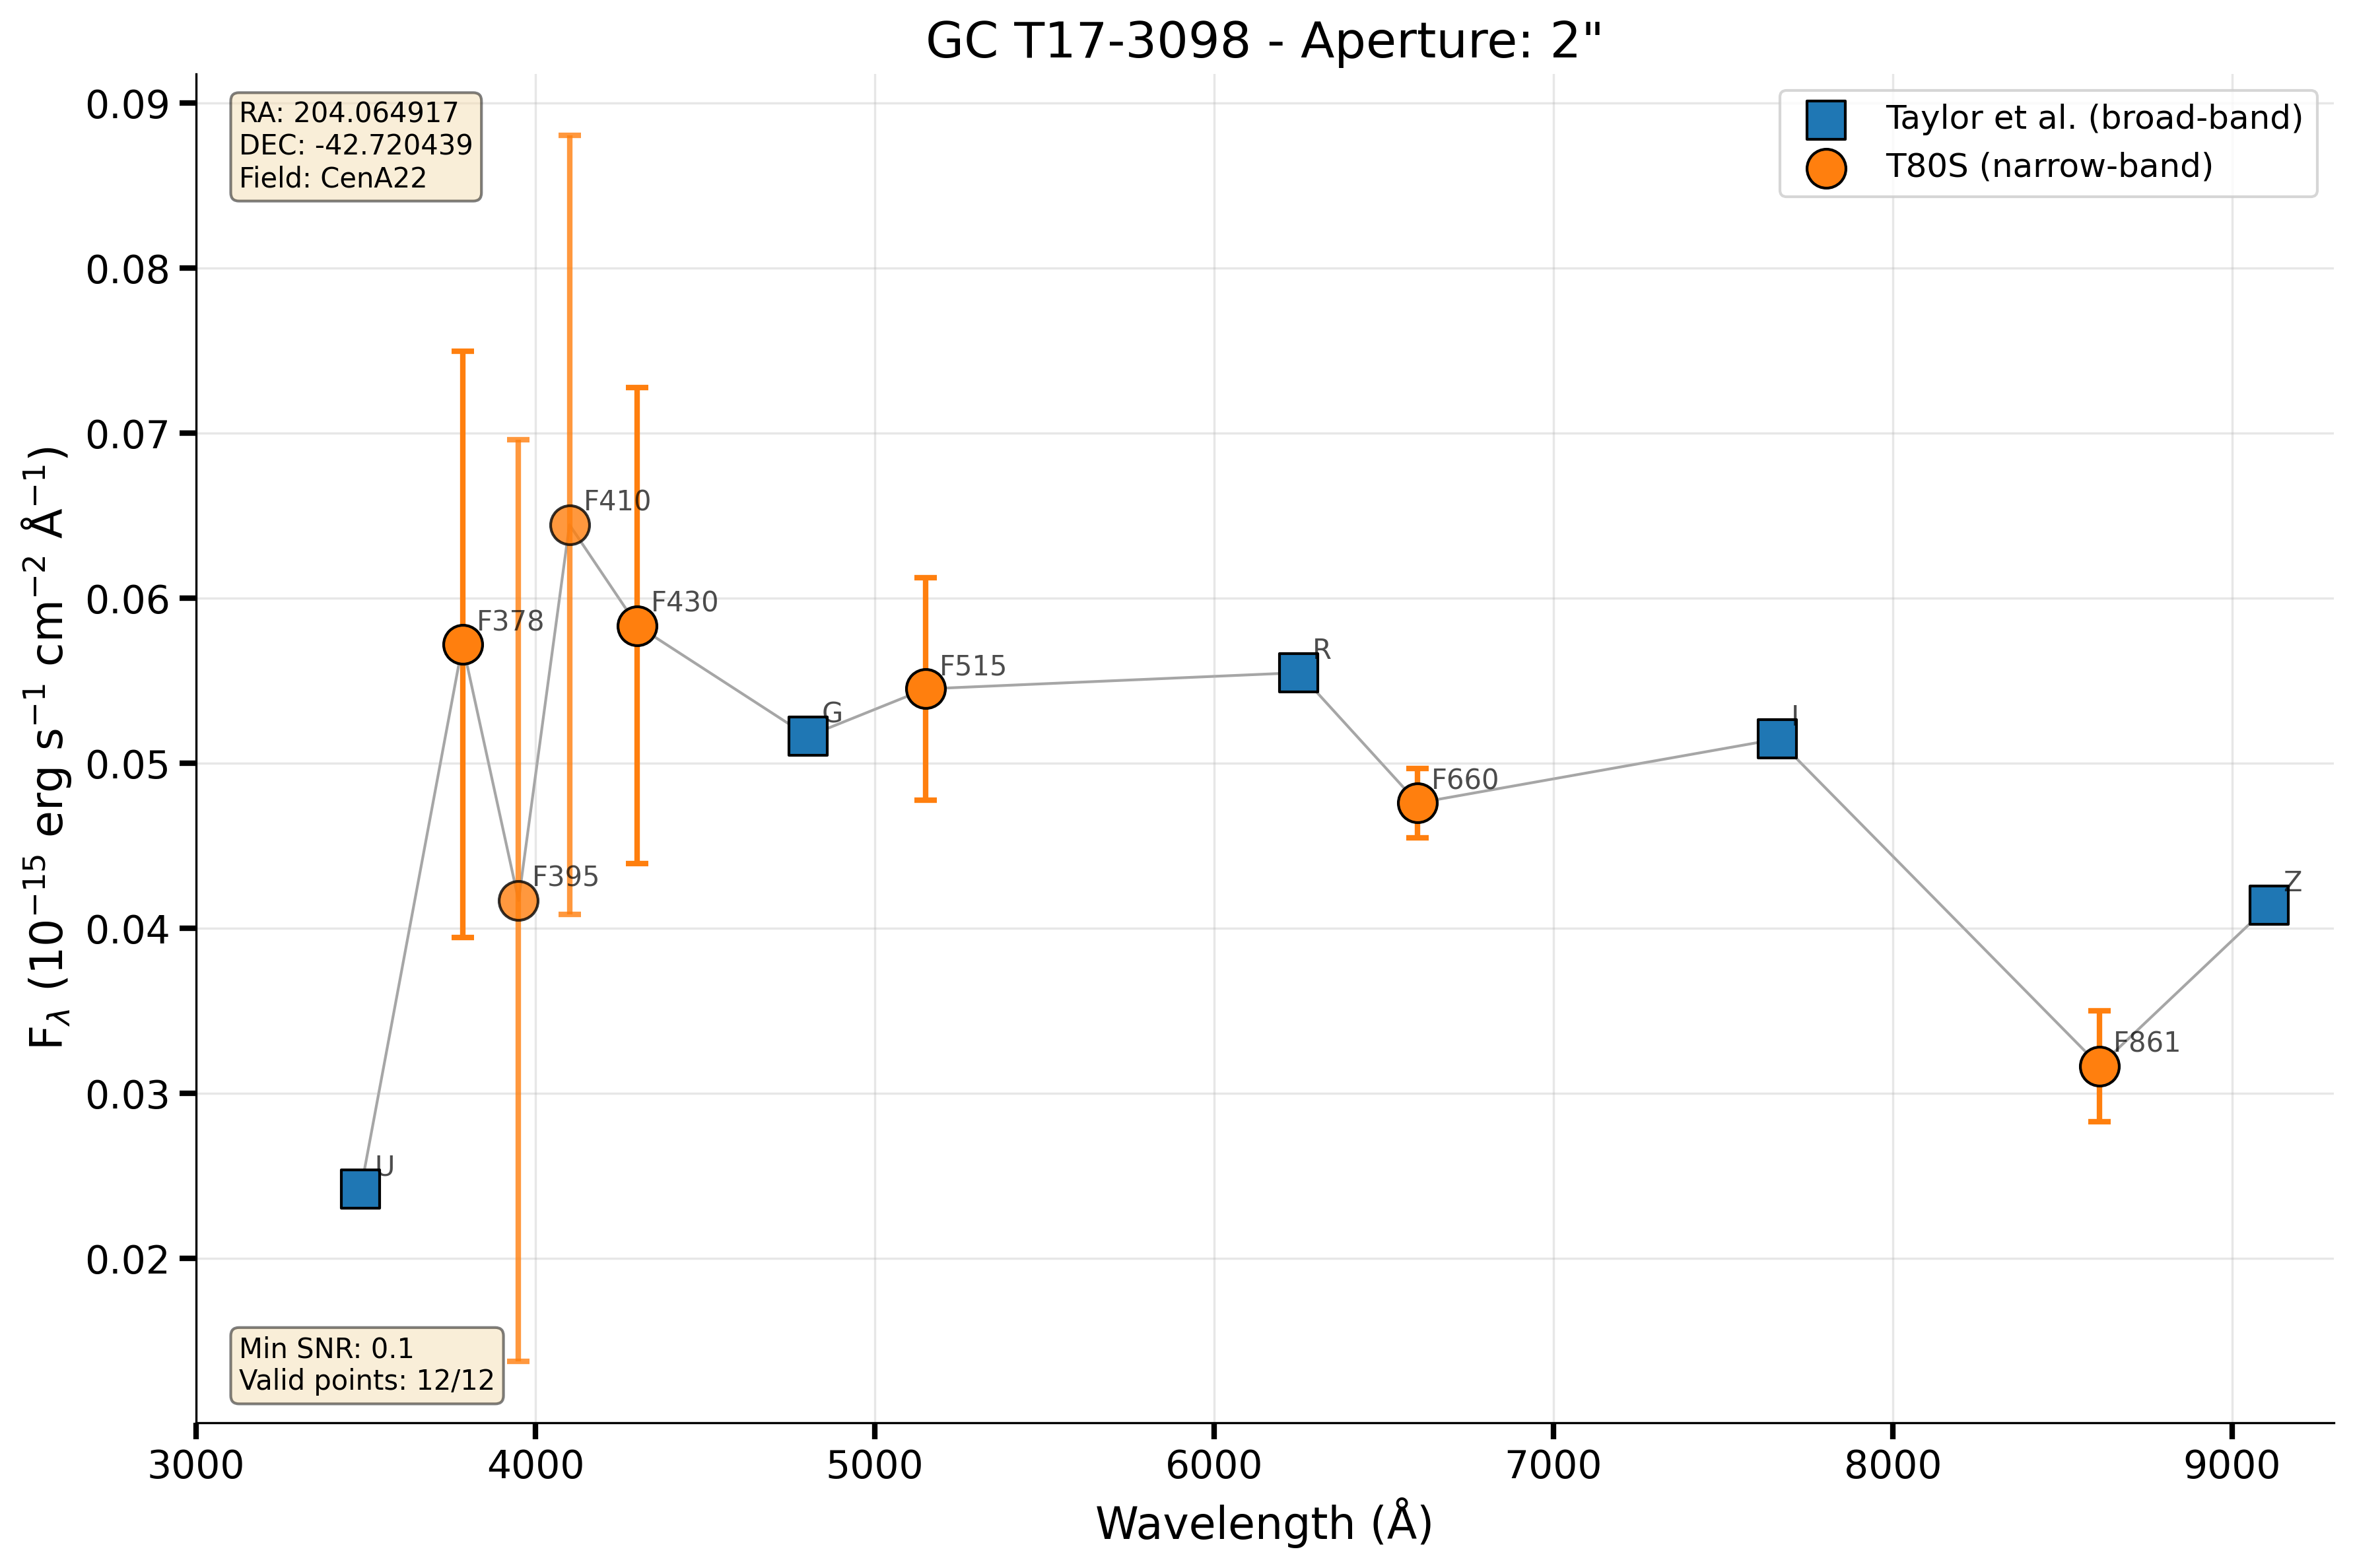 GC T17-3098 - Aperture: 2"
RA: 204.064917
DEC: -42.720439
Field: CenA22
Taylor et al. (broad-band)
T80S (narrow-band)
0.09
0.08
0.07
0.06
0.05
0.04
0.03
0.02
F_λ (10⁻¹⁵ erg s⁻¹ cm⁻² Å⁻¹)
U
F378
F395
F410
F430
G
F515
R
F660
I
F861
Z
Min SNR: 0.1
Valid points: 12/12
3000 4000 5000 6000 7000 8000 9000
Wavelength (Å)